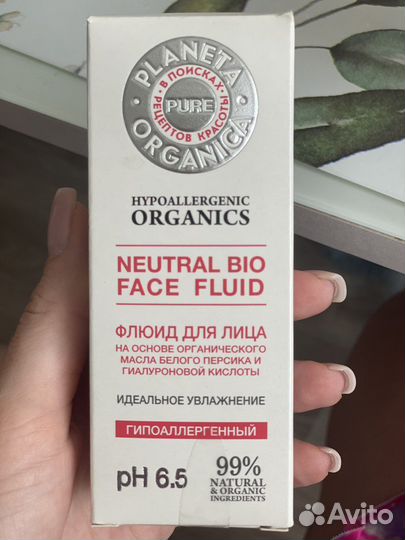 PLANETA
В ПОИСКАХ
PURE
РЕЦЕПТОВ КРАСОТЫ
ORGANICA
HYPOALLERGENIC
ORGANICS
NEUTRAL BIO
FACE FLUID
ФЛЮИД ДЛЯ ЛИЦА
НА ОСНОВЕ ОРГАНИЧЕСКОГО
МАСЛА БЕЛОГО ПЕРСИКА И
ГИАЛУРОНОВОЙ КИСЛОТЫ
ИДЕАЛЬНОЕ УВЛАЖНЕНИЕ
ГИПОАЛЛЕРГЕННЫЙ
pH 6.5
99%
NATURAL
& ORGANIC
INGREDIENTS
Avito